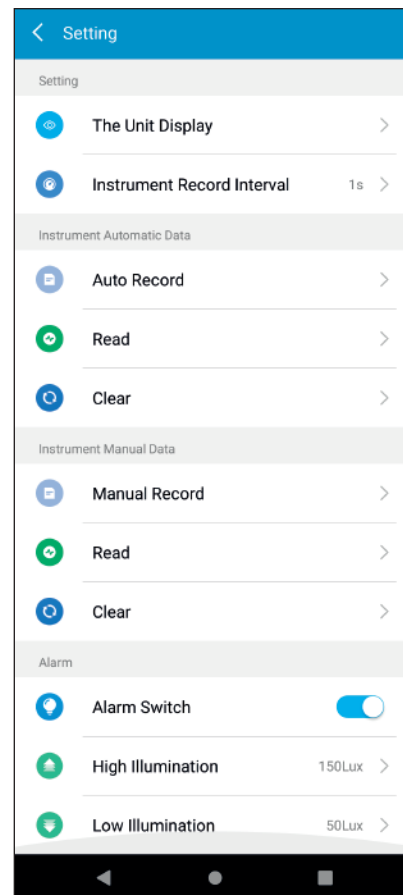 Setting
Setting
The Unit Display
Instrument Record Interval 1s
Instrument Automatic Data
Auto Record
Read
Clear
Instrument Manual Data
Manual Record
Read
Clear
Alarm
Alarm Switch
High Illumination 150Lux
Low Illumination 50Lux